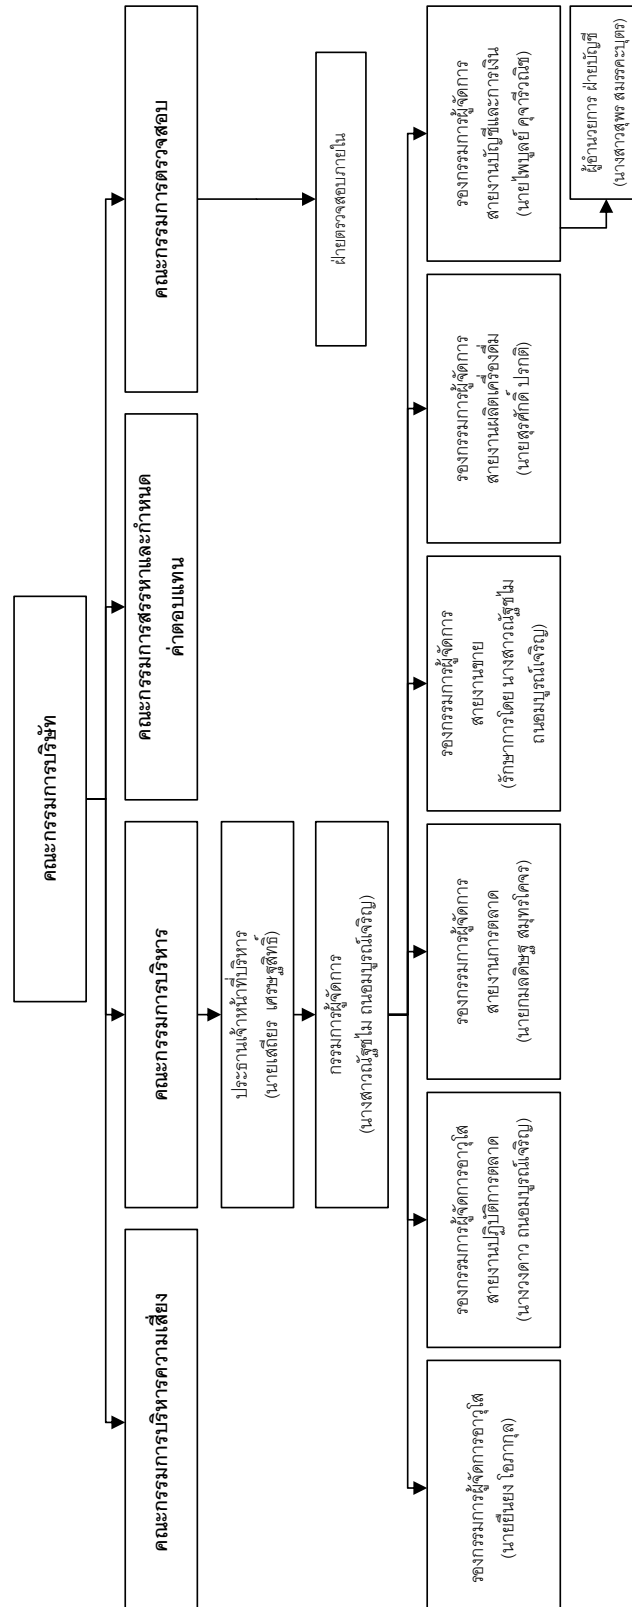 คณะกรรมการบริษัท
คณะกรรมการบริหารความเสี่ยง
คณะกรรมการบริหาร
คณะกรรมการสรรหาและกำหนด
ค่าตอบแทน
คณะกรรมการตรวจสอบ
ประธานเจ้าหน้าที่บริหาร
(นายเสถียร เศรษฐสิทธิ์)
กรรมการผู้จัดการ
(นางสาวณัฐชไม ถนอมบูรณ์เจริญ)
ฝ่ายตรวจสอบภายใน
รองกรรมการผู้จัดการอาวุโส
(นายยืนยง โอภากุล)
รองกรรมการผู้จัดการอาวุโส
สายงานปฏิบัติการตลาด
(นางวงดาว ถนอมบูรณ์เจริญ)
รองกรรมการผู้จัดการ
สายงานการตลาด
(นายกมลดิษฐ สมุทรโคจร)
รองกรรมการผู้จัดการ
สายงานขาย
(รักษาการโดย นางสาวณัฐชไม
ถนอมบูรณ์เจริญ)
รองกรรมการผู้จัดการ
สายงานผลิตเครื่องดื่ม
(นายสุรศักดิ์ ปรกติ)
รองกรรมการผู้จัดการ
สายงานบัญชีและการเงิน
(นายไพบูลย์ คุจารีวณิช)
ผู้อำนวยการ ฝ่ายบัญชี
(นางสาวสุพร สมรรคะบุตร)